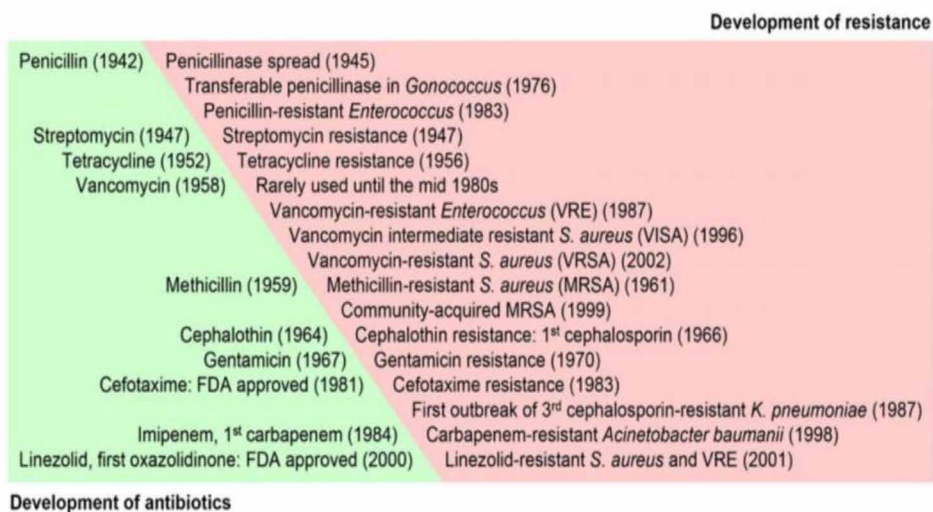 Development of resistance
Penicillin (1942) Penicillinase spread (1945)
Transferable penicillinase in Gonococcus (1976)
Penicillin-resistant Enterococcus (1983)
Streptomycin (1947) Streptomycin resistance (1947)
Tetracycline (1952) Tetracycline resistance (1956)
Vancomycin (1958) Rarely used until the mid 1980s
Vancomycin-resistant Enterococcus (VRE) (1987)
Vancomycin intermediate resistant S. aureus (VISA) (1996)
Vancomycin-resistant S. aureus (VRSA) (2002)
Methicillin (1959) Methicillin-resistant S. aureus (MRSA) (1961)
Community-acquired MRSA (1999)
Cephalothin (1964) Cephalothin resistance: 1st cephalosporin (1966)
Gentamicin (1967) Gentamicin resistance (1970)
Cefotaxime: FDA approved (1981) Cefotaxime resistance (1983)
First outbreak of 3rd cephalosporin-resistant K. pneumoniae (1987)
Imipenem, 1st carbapenem (1984) Carbapenem-resistant Acinetobacter baumanii (1998)
Linezolid, first oxazolidinone: FDA approved (2000) Linezolid-resistant S. aureus and VRE (2001)
Development of antibiotics